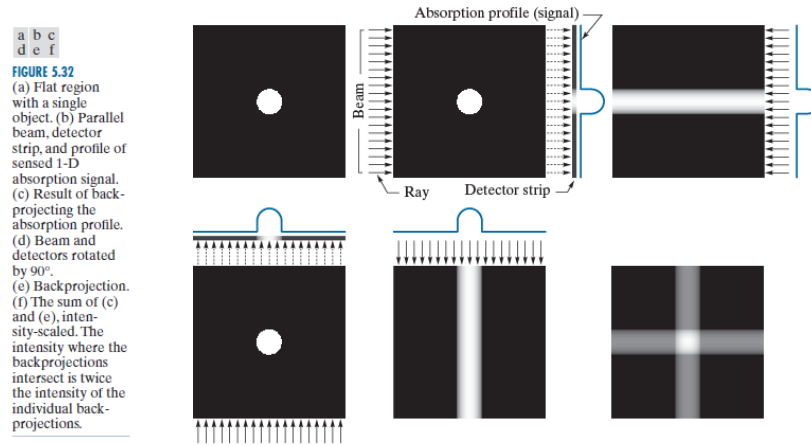 a b c
d e f
FIGURE 5.32
(a) Flat region
with a single
object. (b) Parallel
beam, detector
strip, and profile of
sensed 1-D
absorption signal.
(c) Result of back-
projecting the
absorption profile.
(d) Beam and
detectors rotated
by 90°.
(e) Backprojection.
(f) The sum of (c)
and (e), inten-
sity-scaled. The
intensity where the
backprojections
intersect is twice
the intensity of the
individual back-
projections.
Absorption profile (signal)
Beam
Ray
Detector strip